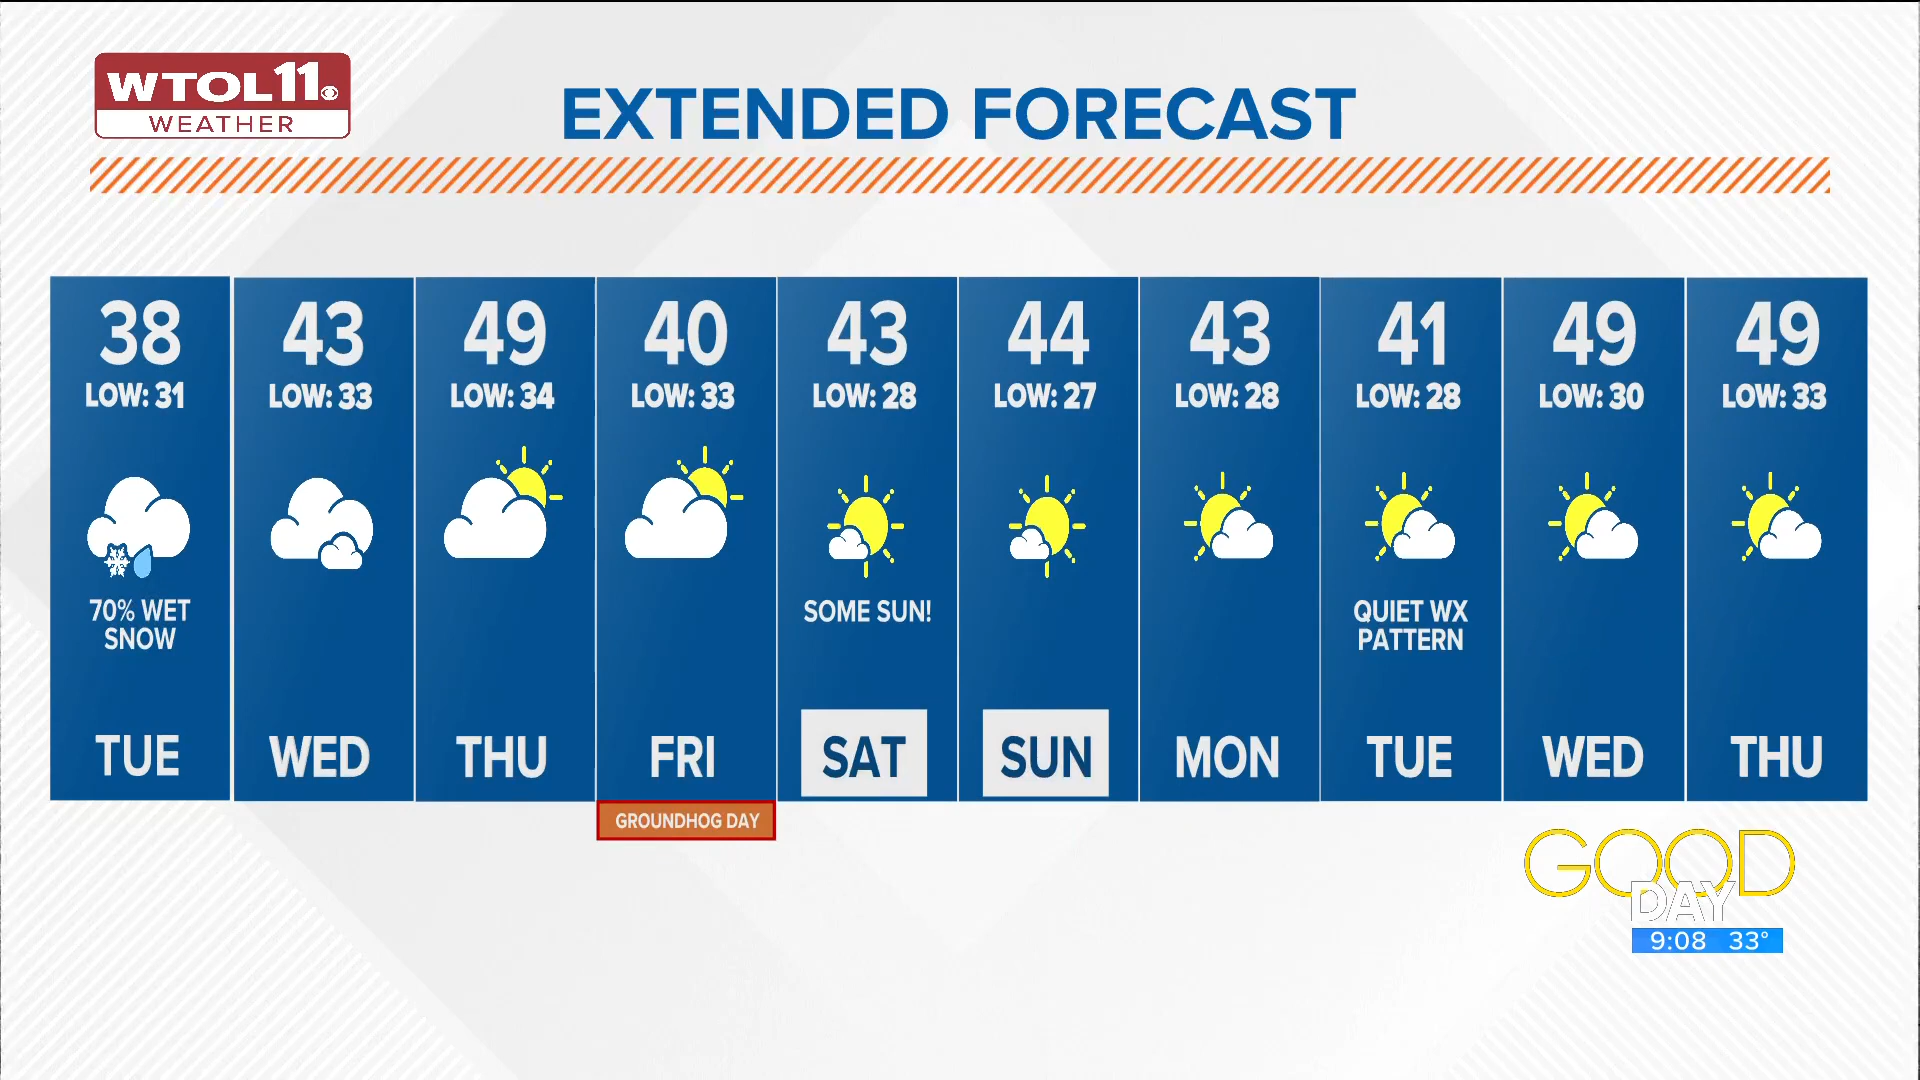 WTOL11
WEATHER
EXTENDED FORECAST
38 43 49 40 43 44 43 41 49 49
LOW: 31 LOW: 33 LOW: 34 LOW: 33 LOW: 28 LOW: 27 LOW: 28 LOW: 28 LOW: 30 LOW: 33
70% WET
SNOW
SOME SUN!
QUIET WX
PATTERN
TUE WED THU FRI SAT SUN MON TUE WED THU
GROUNDHOG DAY
GOOD
DAY
9:08 33°